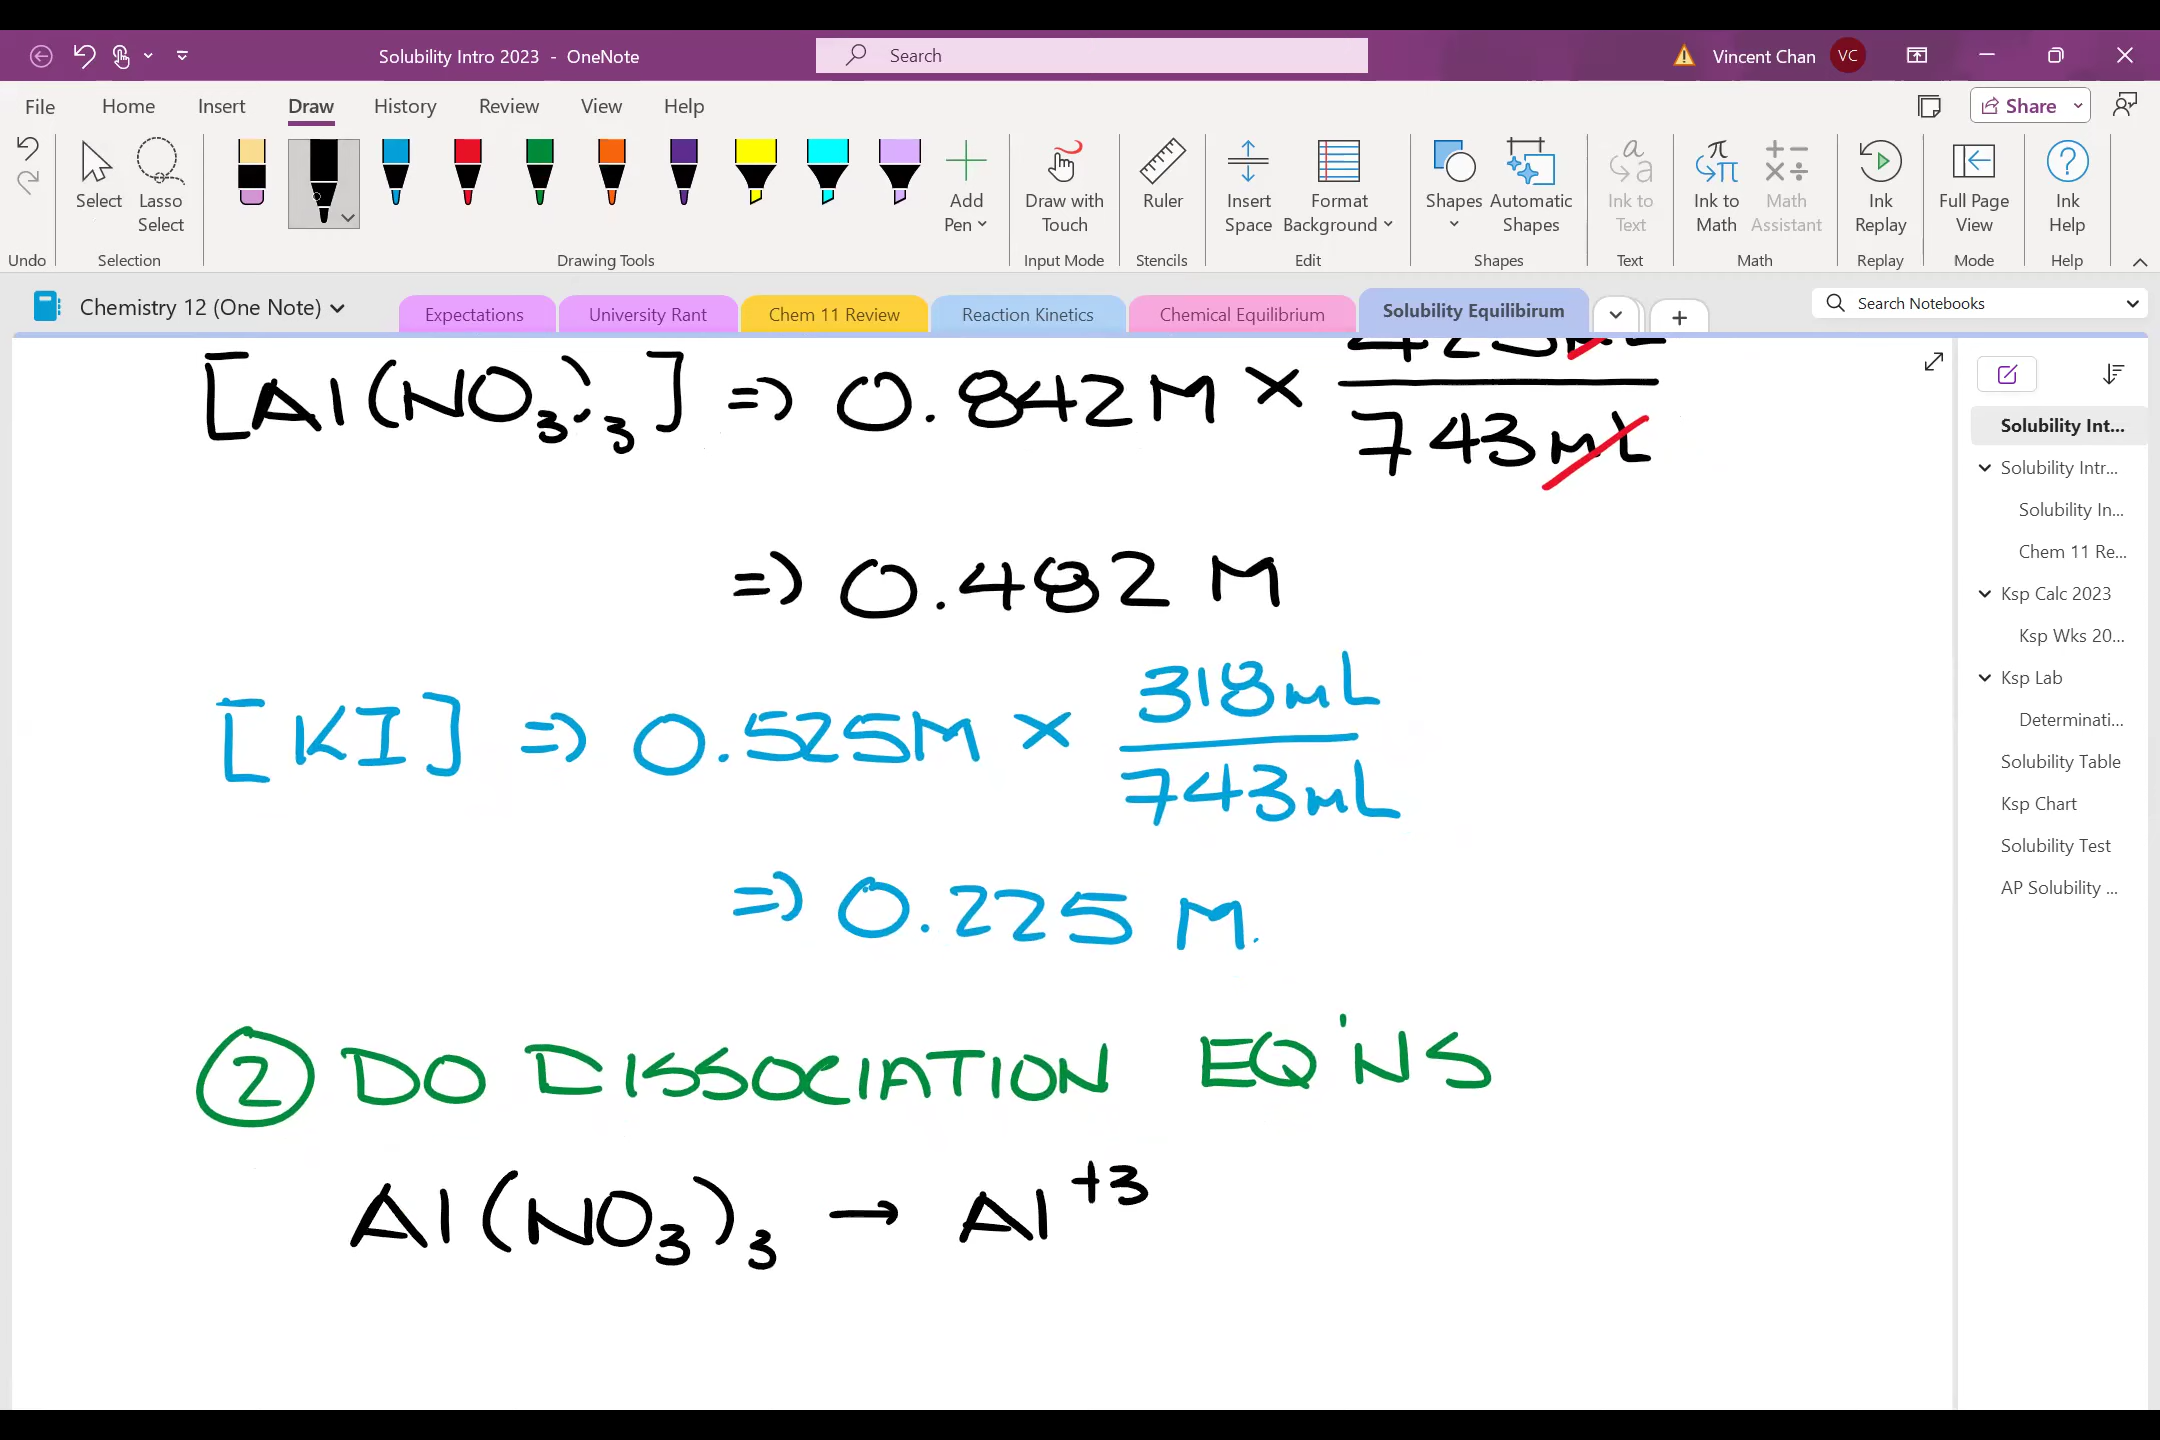 Solubility Intro 2023 - OneNote
Search
Vincent Chan VC
File Home Insert Draw History Review View Help
Share
Select
Lasso Select
Add Pen
Draw with Touch
Ruler
Insert Space
Format Background
Shapes
Automatic Shapes
Ink to Text
Ink to Math
Math Assistant
Ink Replay
Full Page View
Ink Help
Undo Selection Drawing Tools Input Mode Stencils Edit Shapes Text Math Replay Mode Help
Chemistry 12 (One Note)
Expectations University Rant Chem 11 Review Reaction Kinetics Chemical Equilibrium Solubility Equilibirum
Search Notebooks
[Al(NO3)3] => 0.842 M × 425mL / 743mL
=> 0.482 M
[KI] => 0.525M × 318mL / 743mL
=> 0.225 M.
② DO DISSOCIATION EQ'NS
Al(NO3)3 → Al+3
Solubility Int...
Solubility Intr...
Solubility In...
Chem 11 Re...
Ksp Calc 2023
Ksp Wks 20...
Ksp Lab
Determinati...
Solubility Table
Ksp Chart
Solubility Test
AP Solubility ...